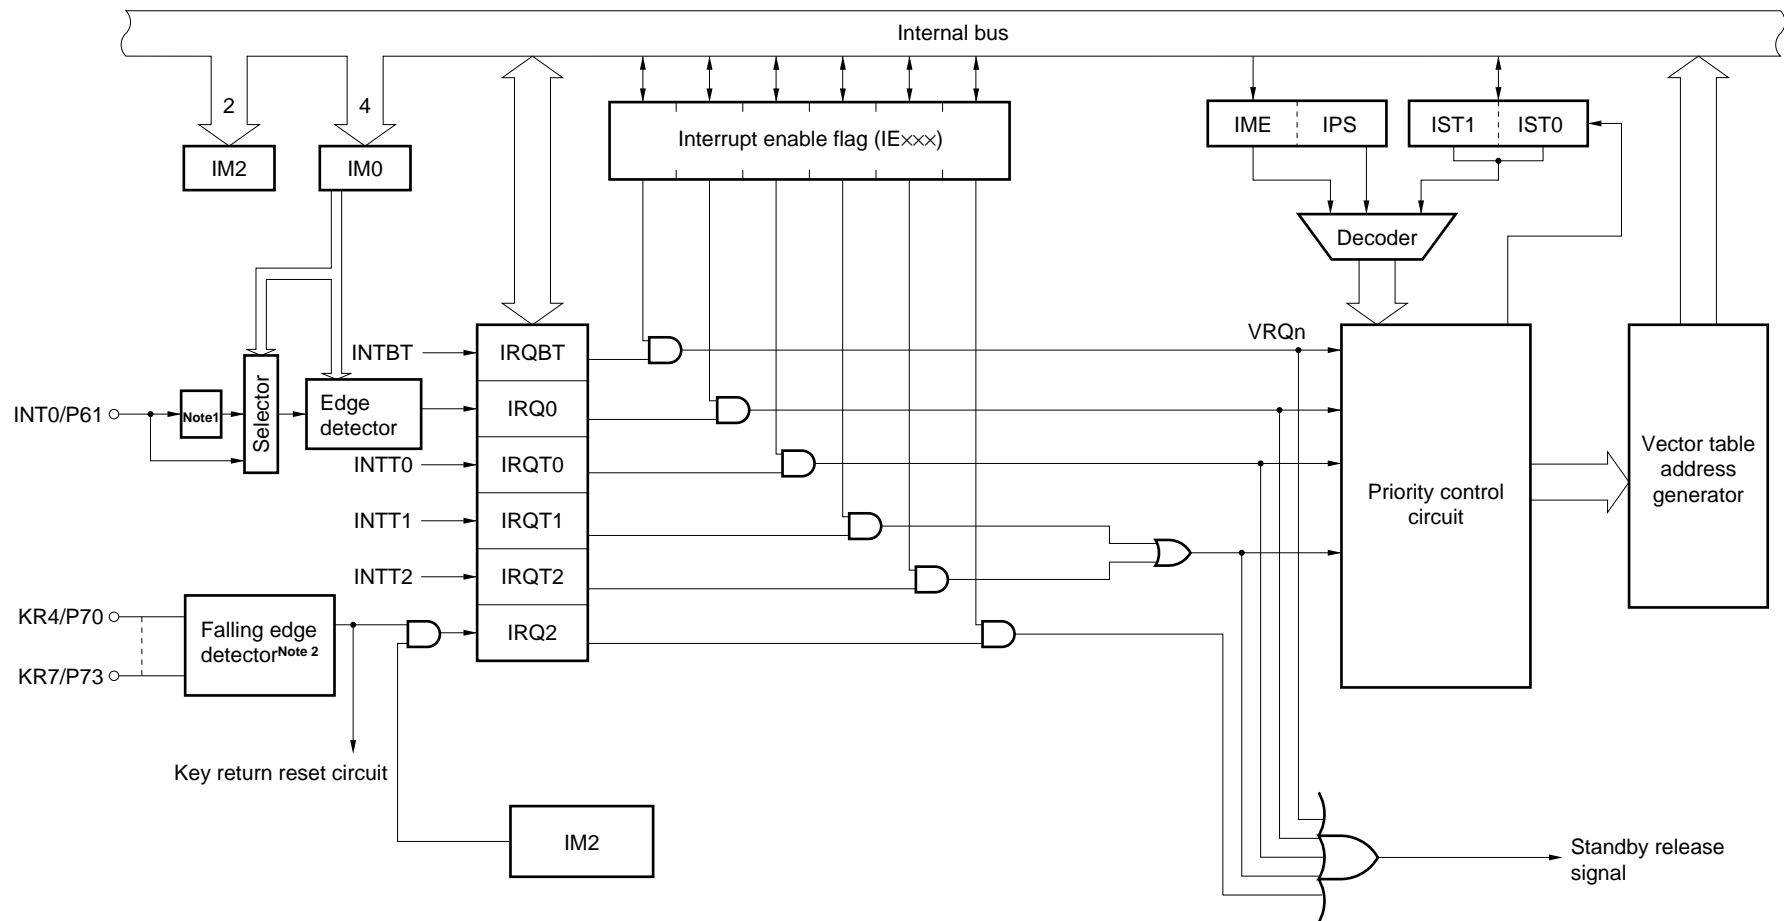 Internal bus
2
4
IM2
IM0
Interrupt enable flag (IE×××)
IME
IPS
IST1
IST0
Decoder
INTBT
IRQBT
VRQn
INT0/P61
Note1
Selector
Edge
detector
IRQ0
INTT0
IRQT0
INTT1
IRQT1
INTT2
IRQT2
Priority control
circuit
Vector table
address
generator
KR4/P70
KR7/P73
Falling edge
detectorNote 2
IRQ2
Key return reset circuit
IM2
Standby release
signal